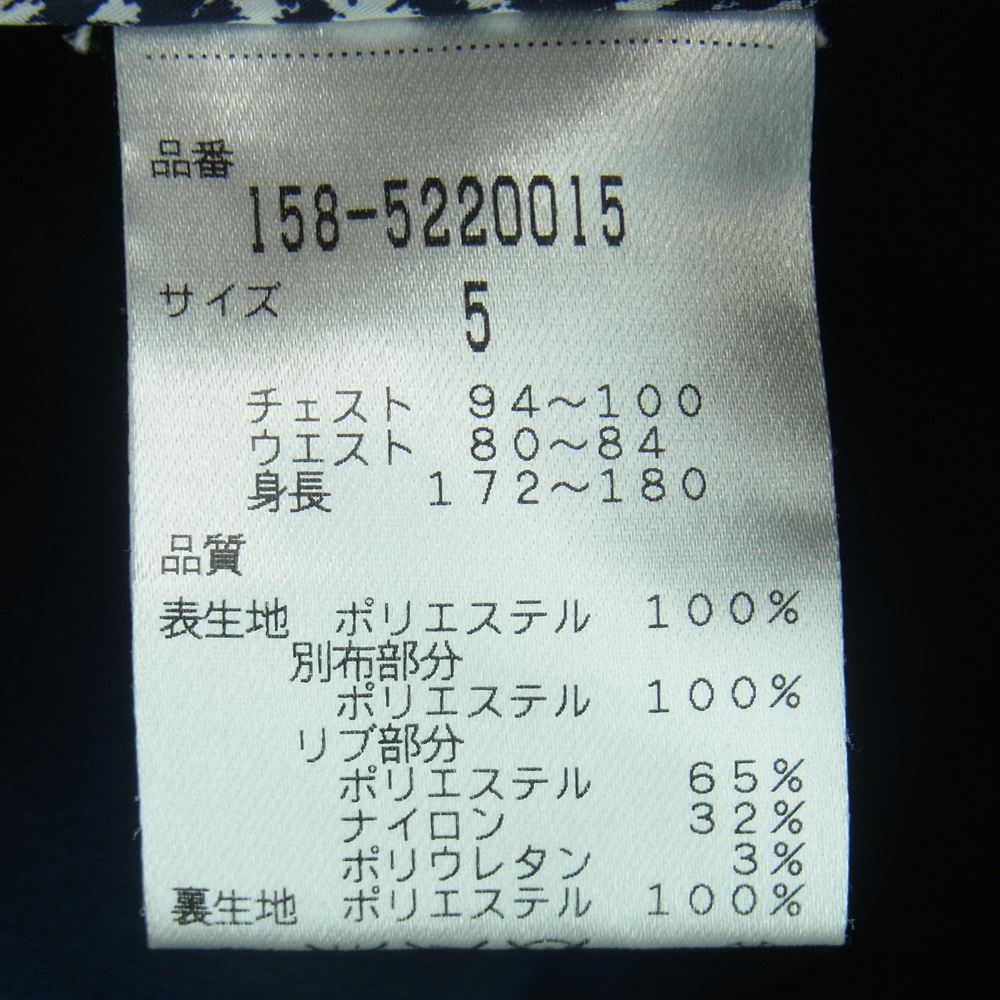 品番
158-5220015
サイズ 5
チェスト 94～100
ウエスト 80～84
身長 172～180
品質
表生地 ポリエステル 100%
別布部分
ポリエステル 100%
リブ部分
ポリエステル 65%
ナイロン 32%
ポリウレタン 3%
裏生地 ポリエステル 100%